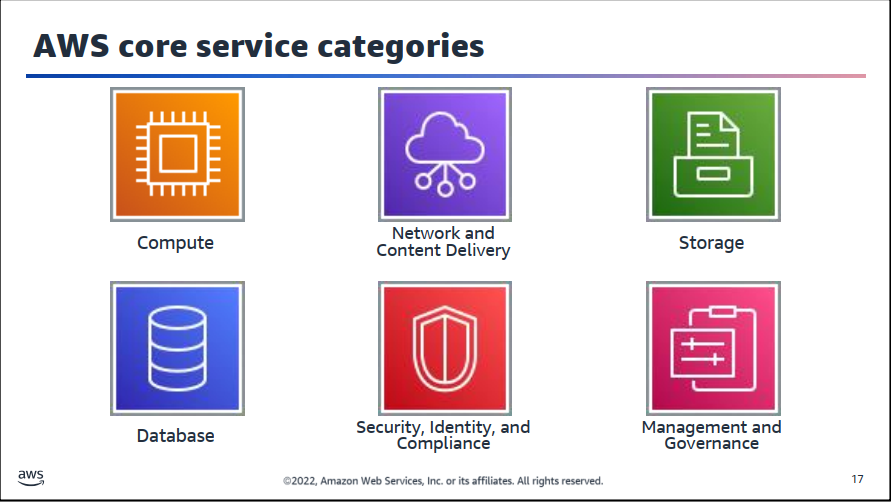 AWS core service categories
Compute
Network and
Content Delivery
Storage
Database
Security, Identity, and
Compliance
Management and
Governance
aws
©2022, Amazon Web Services, Inc. or its affiliates. All rights reserved.
17